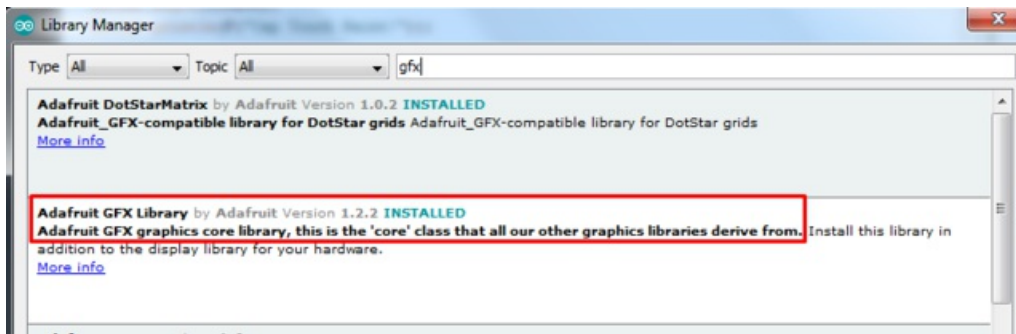 Library Manager
Type All Topic All gfx
Adafruit DotStarMatrix by Adafruit Version 1.0.2 INSTALLED
Adafruit_GFX-compatible library for DotStar grids Adafruit_GFX-compatible library for DotStar grids
More info
Adafruit GFX Library by Adafruit Version 1.2.2 INSTALLED
Adafruit GFX graphics core library, this is the 'core' class that all our other graphics libraries derive from. Install this library in
addition to the display library for your hardware.
More info